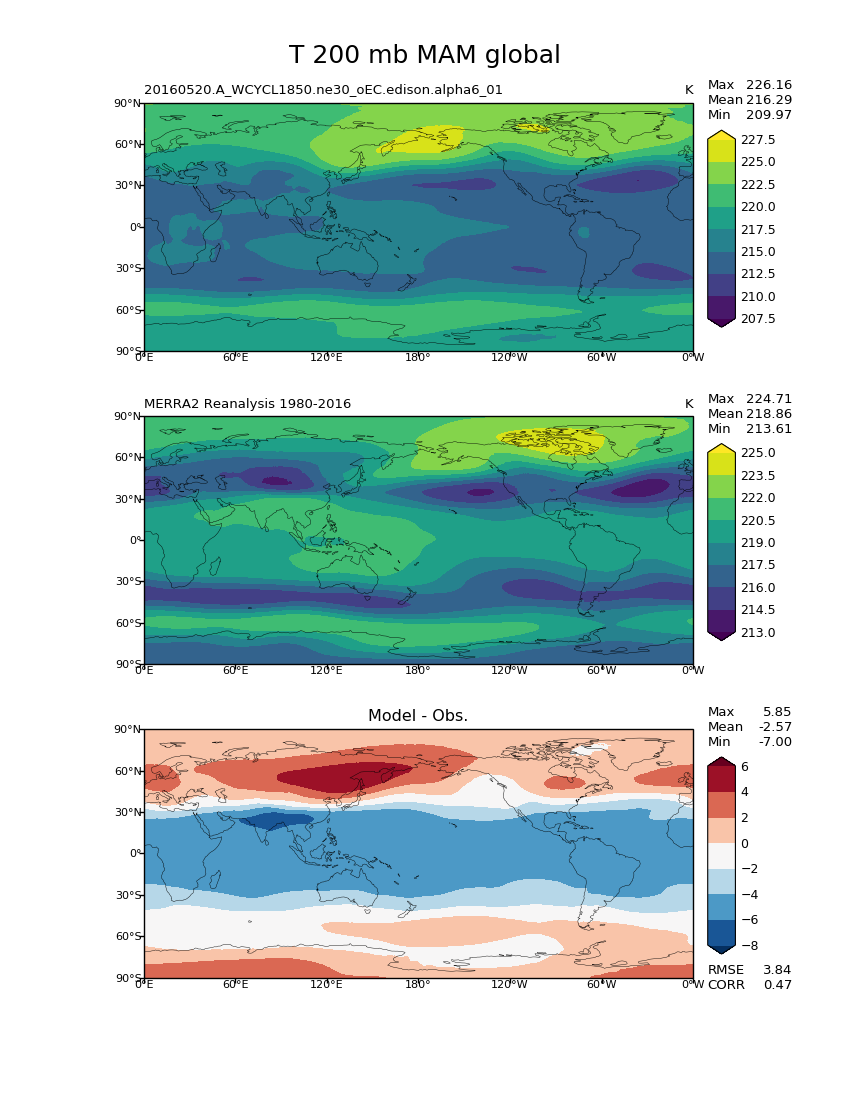 T 200 mb MAM global
20160520.A_WCYCL1850.ne30_oEC.edison.alpha6_01 K
Max 226.16
Mean 216.29
Min 209.97
90°N
60°N
30°N
0°
30°S
60°S
90°S
0°E 60°E 120°E 180° 120°W 60°W 0°W
227.5
225.0
222.5
220.0
217.5
215.0
212.5
210.0
207.5
MERRA2 Reanalysis 1980-2016 K
Max 224.71
Mean 218.86
Min 213.61
90°N
60°N
30°N
0°
30°S
60°S
90°S
0°E 60°E 120°E 180° 120°W 60°W 0°W
225.0
223.5
222.0
220.5
219.0
217.5
216.0
214.5
213.0
Model - Obs.
Max 5.85
Mean -2.57
Min -7.00
90°N
60°N
30°N
0°
30°S
60°S
90°S
0°E 60°E 120°E 180° 120°W 60°W 0°W
6
4
2
0
−2
−4
−6
−8
RMSE 3.84
CORR 0.47